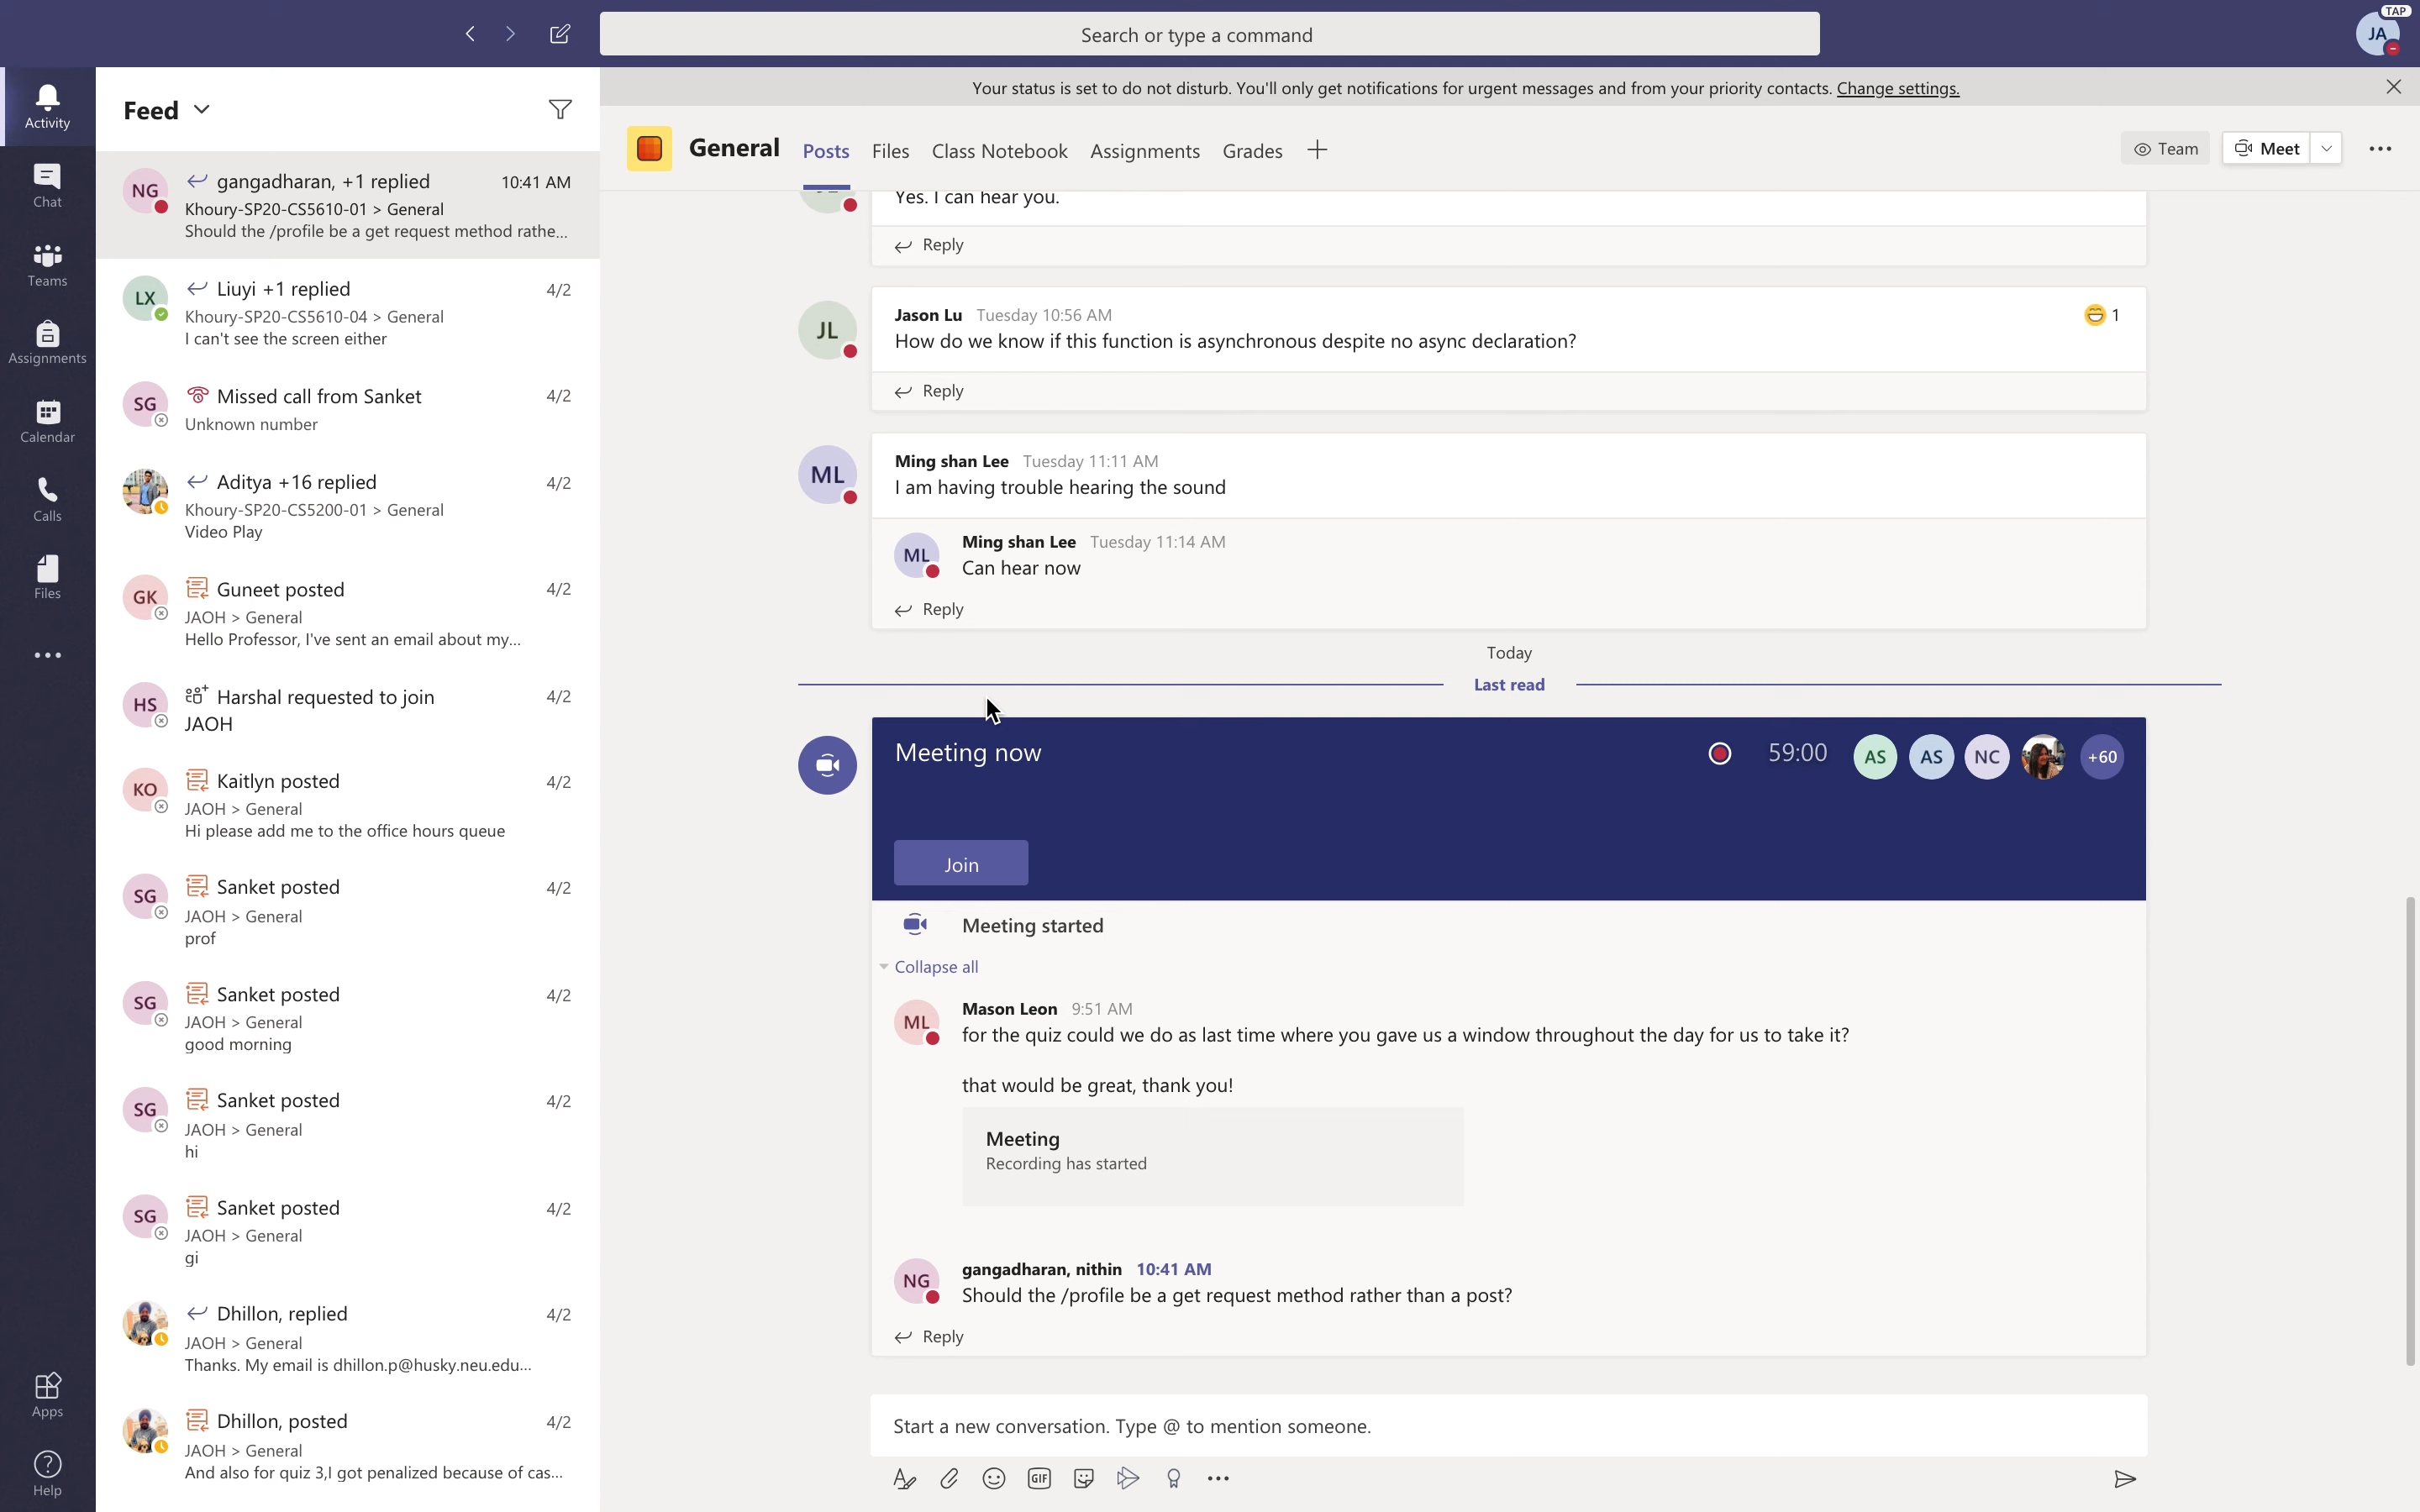 Search or type a command
TAP
JA
Your status is set to do not disturb. You'll only get notifications for urgent messages and from your priority contacts. Change settings.
Activity
Chat
Teams
Assignments
Calendar
Calls
Files
Apps
Help
Feed
NG
gangadharan, +1 replied 10:41 AM
Khoury-SP20-CS5610-01 > General
Should the /profile be a get request method rathe...
LX
Liuyi +1 replied 4/2
Khoury-SP20-CS5610-04 > General
I can't see the screen either
SG
Missed call from Sanket 4/2
Unknown number
Aditya +16 replied 4/2
Khoury-SP20-CS5200-01 > General
Video Play
GK
Guneet posted 4/2
JAOH > General
Hello Professor, I've sent an email about my...
HS
Harshal requested to join 4/2
JAOH
KO
Kaitlyn posted 4/2
JAOH > General
Hi please add me to the office hours queue
SG
Sanket posted 4/2
JAOH > General
prof
SG
Sanket posted 4/2
JAOH > General
good morning
SG
Sanket posted 4/2
JAOH > General
hi
SG
Sanket posted 4/2
JAOH > General
gi
Dhillon, replied 4/2
JAOH > General
Thanks. My email is dhillon.p@husky.neu.edu...
Dhillon, posted 4/2
JAOH > General
And also for quiz 3,I got penalized because of cas...
General Posts Files Class Notebook Assignments Grades
Team Meet
Yes. I can hear you.
Reply
JL
Jason Lu Tuesday 10:56 AM 1
How do we know if this function is asynchronous despite no async declaration?
Reply
ML
Ming shan Lee Tuesday 11:11 AM
I am having trouble hearing the sound
ML
Ming shan Lee Tuesday 11:14 AM
Can hear now
Reply
Today
Last read
Meeting now 59:00 AS AS NC +60
Join
Meeting started
Collapse all
ML
Mason Leon 9:51 AM
for the quiz could we do as last time where you gave us a window throughout the day for us to take it?
that would be great, thank you!
Meeting
Recording has started
NG
gangadharan, nithin 10:41 AM
Should the /profile be a get request method rather than a post?
Reply
Start a new conversation. Type @ to mention someone.
GIF